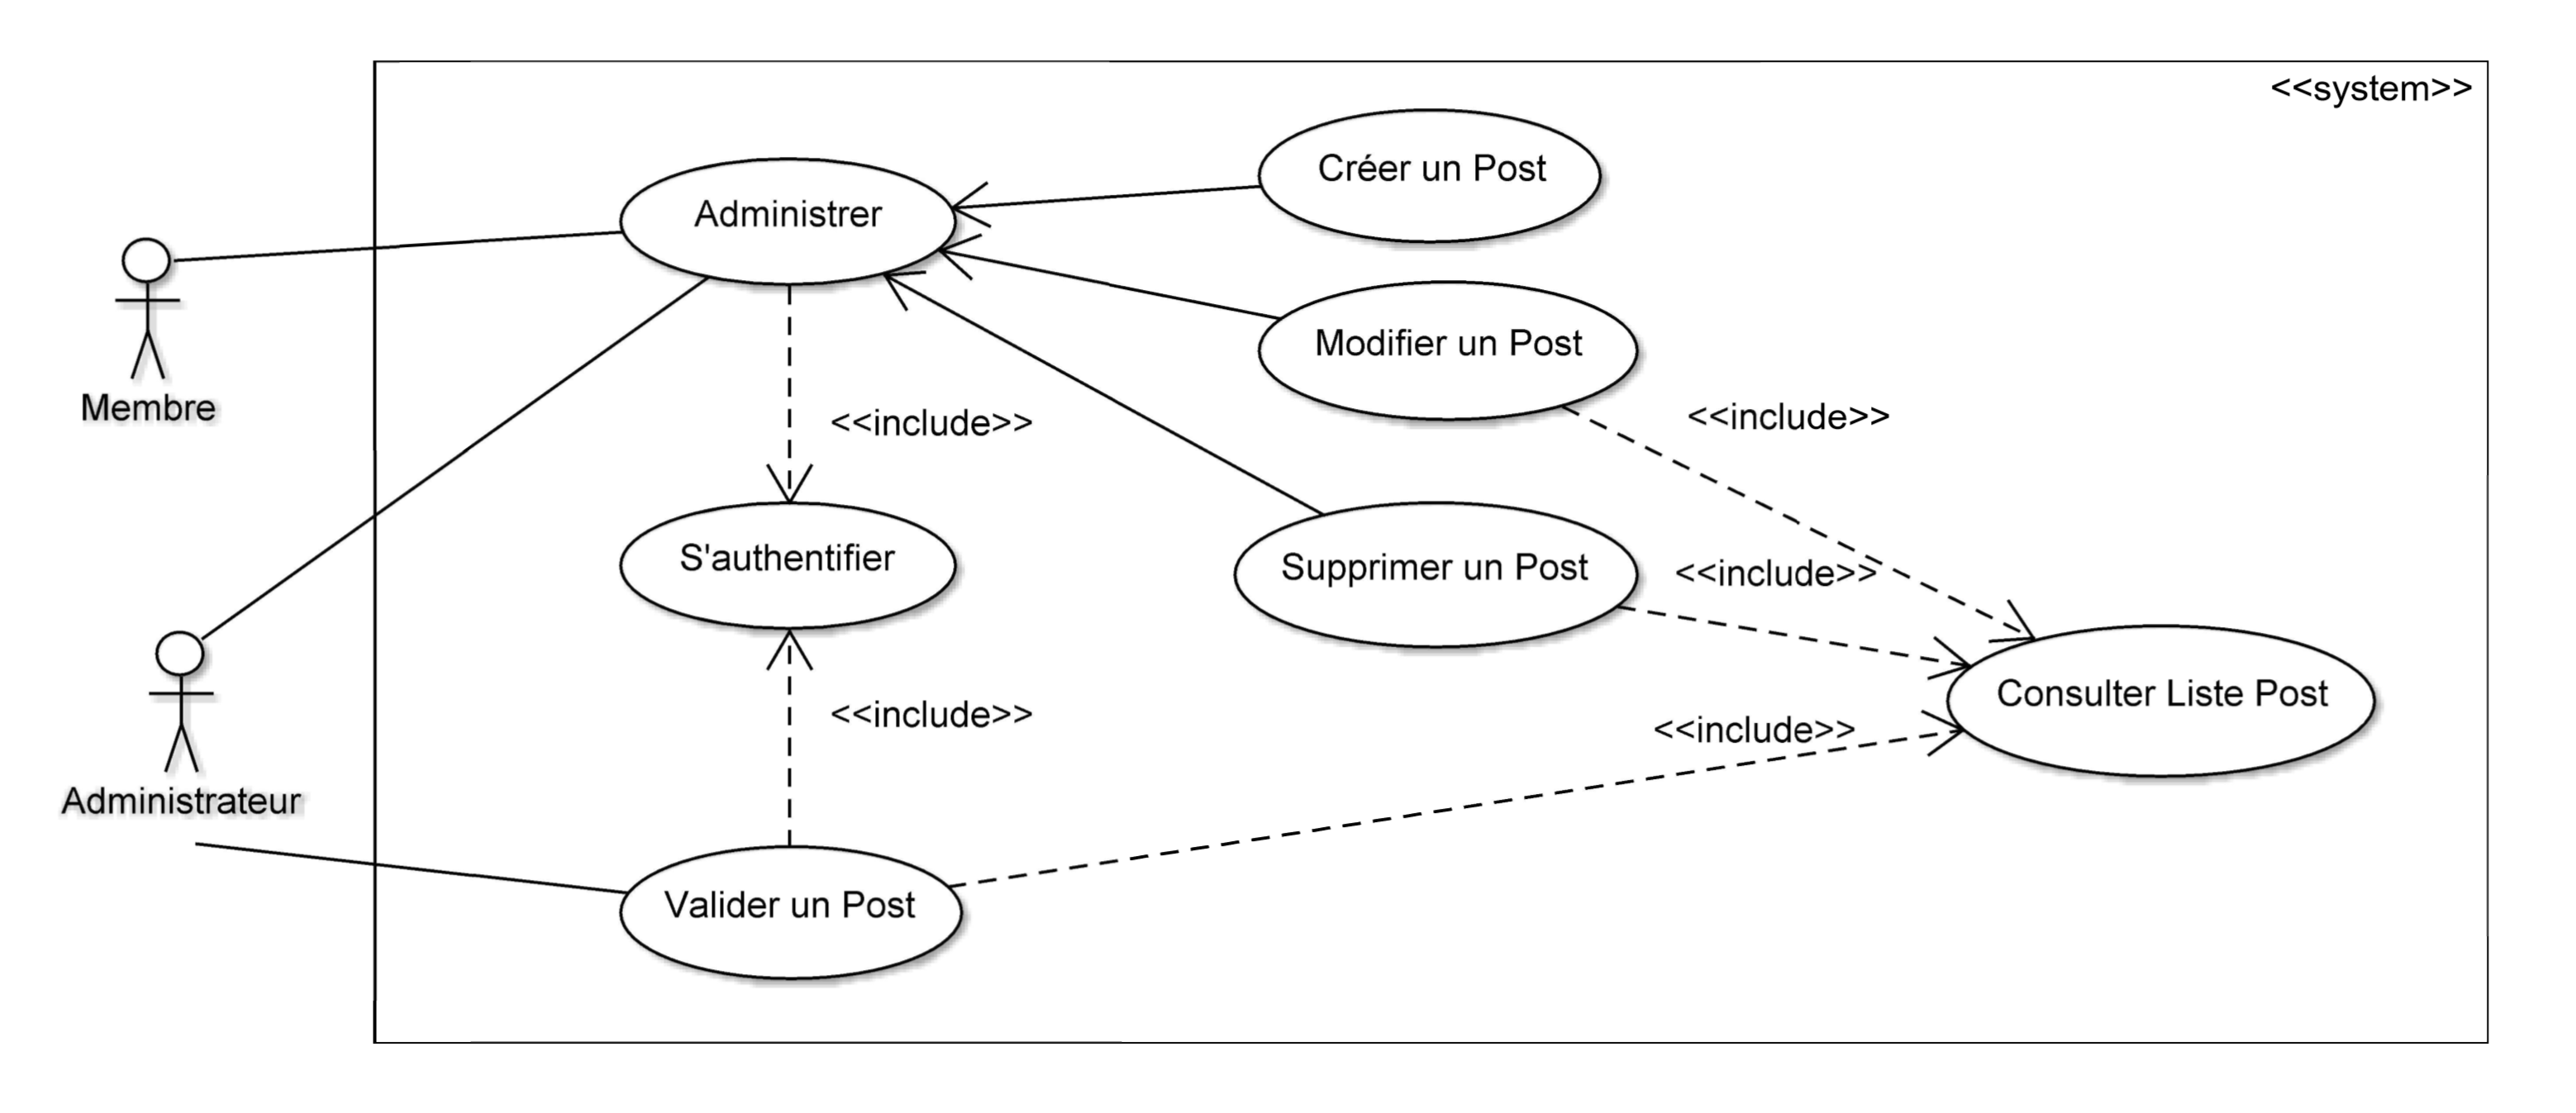 <<system>>
Créer un Post
Administrer
Modifier un Post
Membre
<<include>>
<<include>>
S'authentifier
Supprimer un Post
<<include>>
Consulter Liste Post
<<include>>
<<include>>
Administrateur
Valider un Post